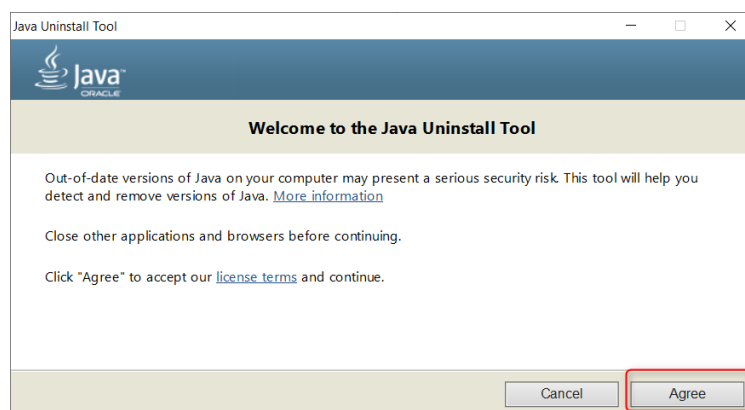 Java Uninstall Tool
Java
ORACLE
Welcome to the Java Uninstall Tool
Out-of-date versions of Java on your computer may present a serious security risk. This tool will help you
detect and remove versions of Java. More information
Close other applications and browsers before continuing.
Click "Agree" to accept our license terms and continue.
Cancel
Agree